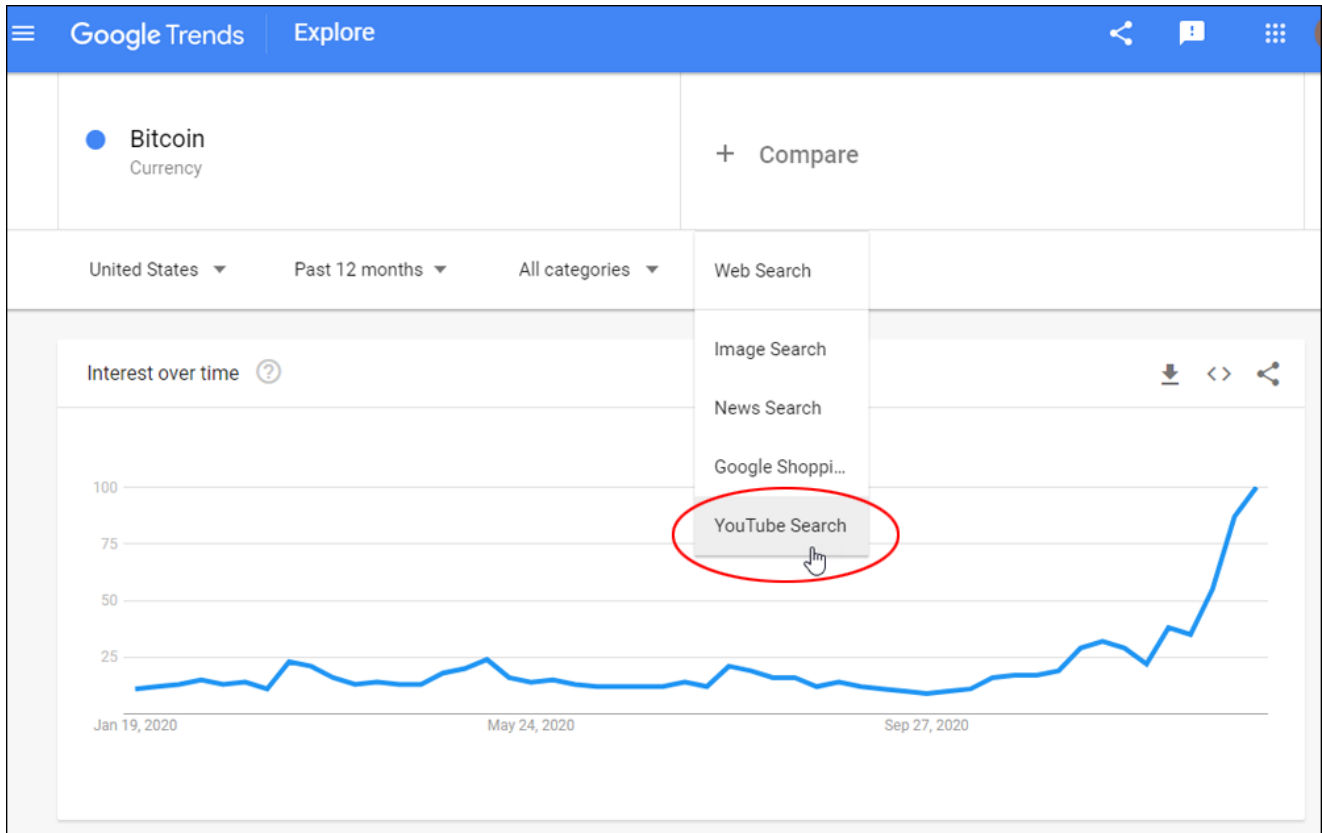 Google Trends Explore
Bitcoin
Currency
+ Compare
United States Past 12 months All categories Web Search
Image Search
News Search
Google Shoppi...
YouTube Search
Interest over time ?
100
75
50
25
Jan 19, 2020 May 24, 2020 Sep 27, 2020